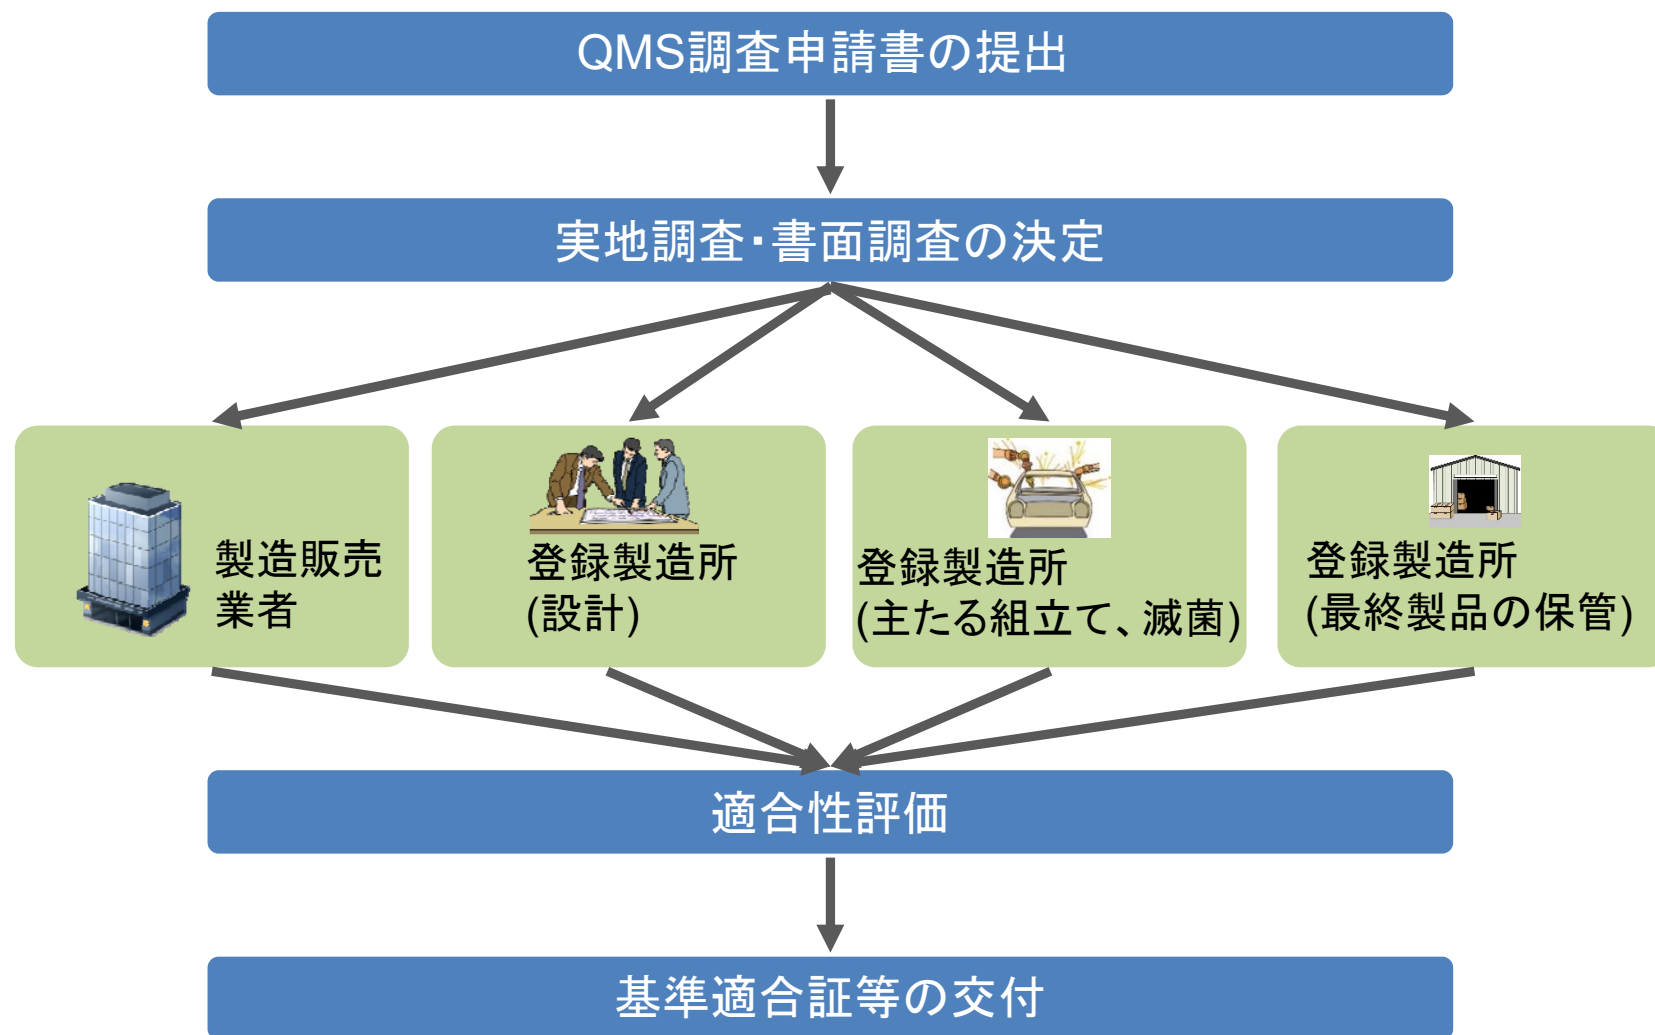 QMS調査申請書の提出
実地調査・書面調査の決定
製造販売
業者
登録製造所
(設計)
登録製造所
(主たる組立て、滅菌)
登録製造所
(最終製品の保管)
適合性評価
基準適合証等の交付